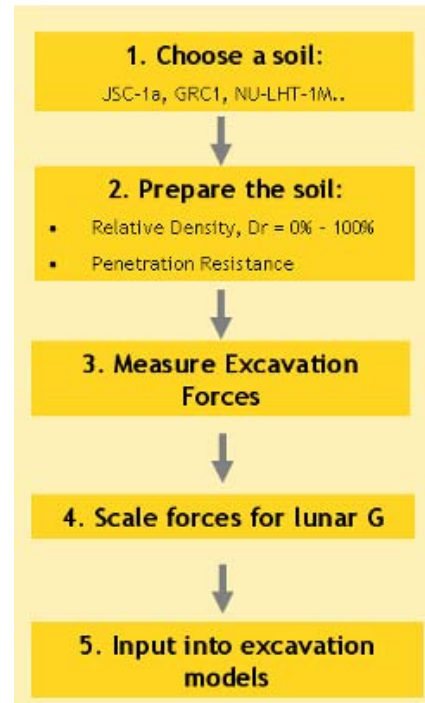 1. Choose a soil:
JSC-1a, GRC1, NU-LHT-1M..
2. Prepare the soil:
▪ Relative Density, Dr = 0% - 100%
▪ Penetration Resistance
3. Measure Excavation
Forces
4. Scale forces for lunar G
5. Input into excavation
models